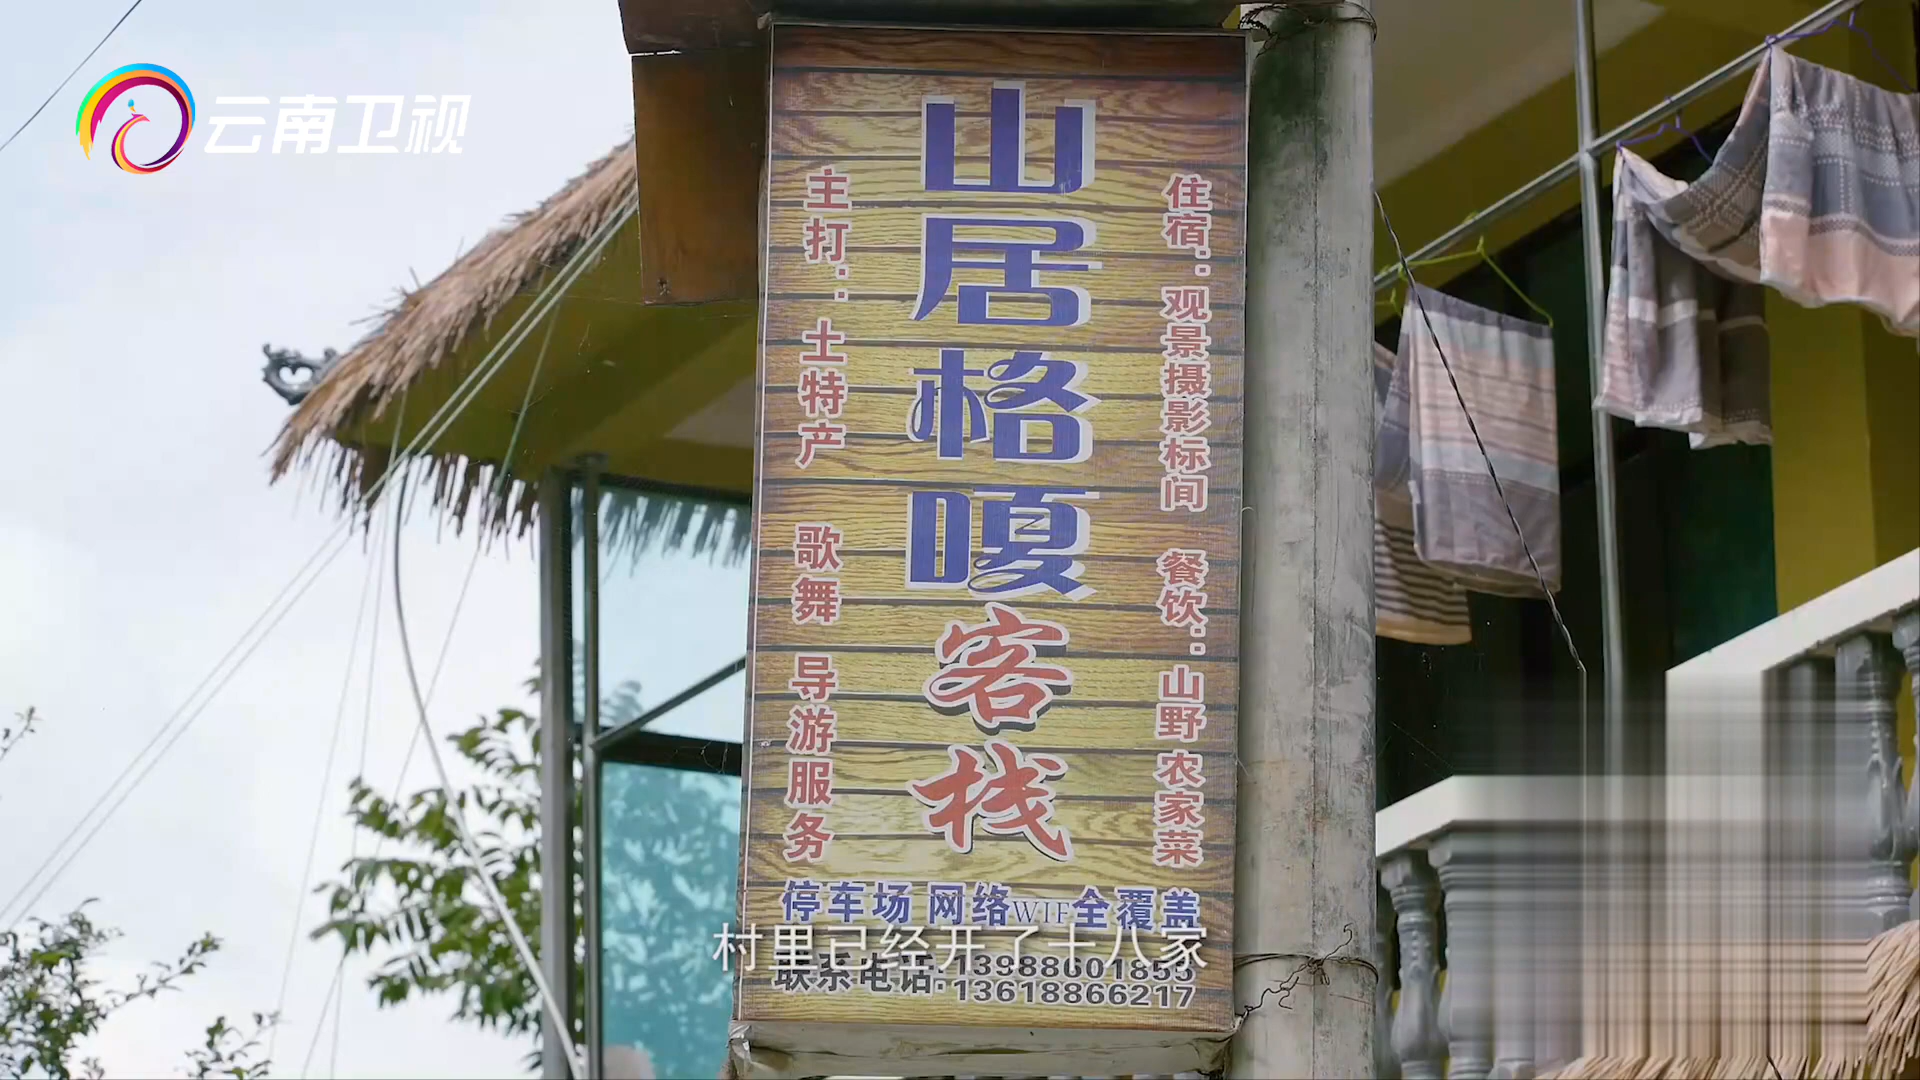 云南卫视
山居格嘎客栈
住宿：观景摄影标间 餐饮：山野农家菜
主打：土特产 歌舞 导游服务
停车场 网络WIF全覆盖
村里已经开了十八家
联系电话:13988601853
13618866217